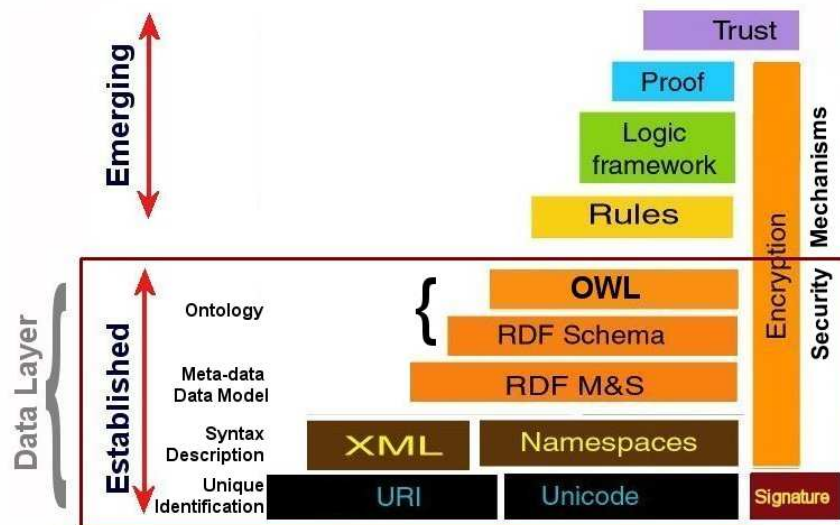 Trust
Proof
Logic
framework
Rules
Emerging
Encryption
Security Mechanisms
Data Layer
Established
Ontology
{
OWL
RDF Schema
Meta-data
Data Model
RDF M&S
Syntax
Description
XML
Namespaces
Unique
Identification
URI
Unicode
Signature